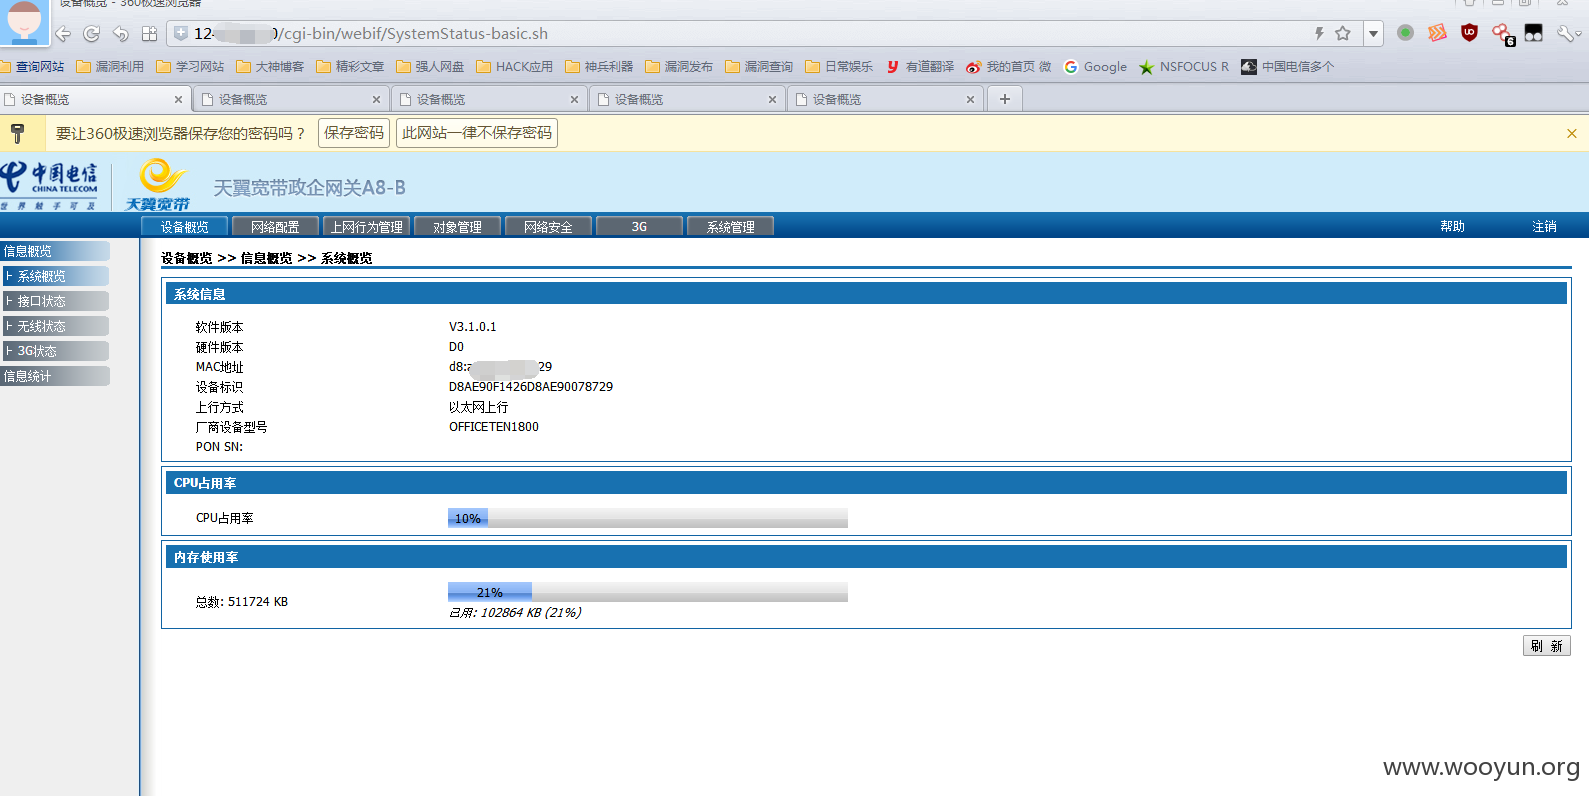 设备概览 - 360极速浏览器
12 0/cgi-bin/webif/SystemStatus-basic.sh
查询网站 漏洞利用 学习网站 大神博客 精彩文章 强人网盘 HACK应用 神兵利器 漏洞发布 漏洞查询 日常娱乐 有道翻译 我的首页 微 Google NSFOCUS R 中国电信多个
设备概览 设备概览 设备概览 设备概览 设备概览
要让360极速浏览器保存您的密码吗？ 保存密码 此网站一律不保存密码
中国电信
CHINA TELECOM
世界触手可及
天翼宽带
天翼宽带政企网关A8-B
设备概览 网络配置 上网行为管理 对象管理 网络安全 3G 系统管理 帮助 注销
信息概览
系统概览
接口状态
无线状态
3G状态
信息统计
设备概览 >> 信息概览 >> 系统概览
系统信息
软件版本 V3.1.0.1
硬件版本 D0
MAC地址 d8:a 29
设备标识 D8AE90F1426D8AE90078729
上行方式 以太网上行
厂商设备型号 OFFICETEN1800
PON SN:
CPU占用率
CPU占用率 10%
内存使用率
总数: 511724 KB 21%
已用: 102864 KB (21%)
刷 新
www.wooyun.org